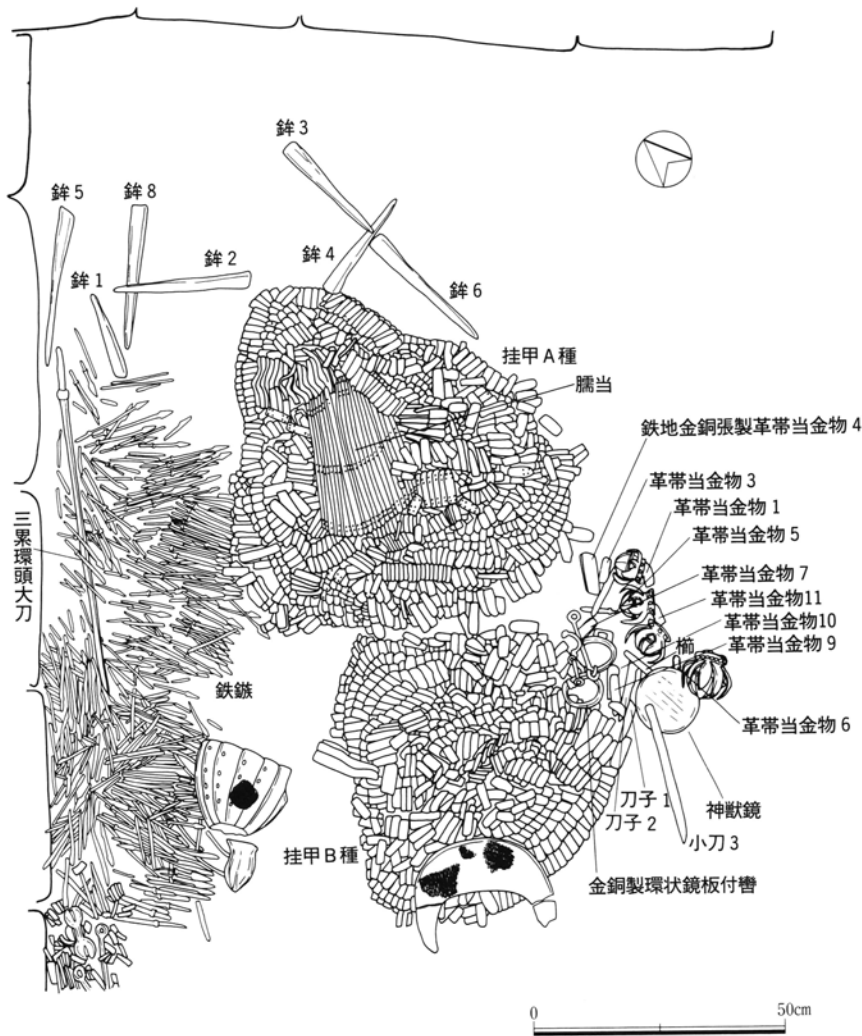 鉾3
鉾5
鉾8
鉾2
鉾1
鉾4
鉾6
挂甲A種
臑当
鉄地金銅張製革帯当金物4
革帯当金物3
革帯当金物1
革帯当金物5
革帯当金物7
革帯当金物11
革帯当金物10
櫛
革帯当金物9
革帯当金物6
三累環頭大刀
鉄鏃
刀子1
刀子2
神獣鏡
小刀3
挂甲B種
金銅製環状鏡板付轡
0
50cm